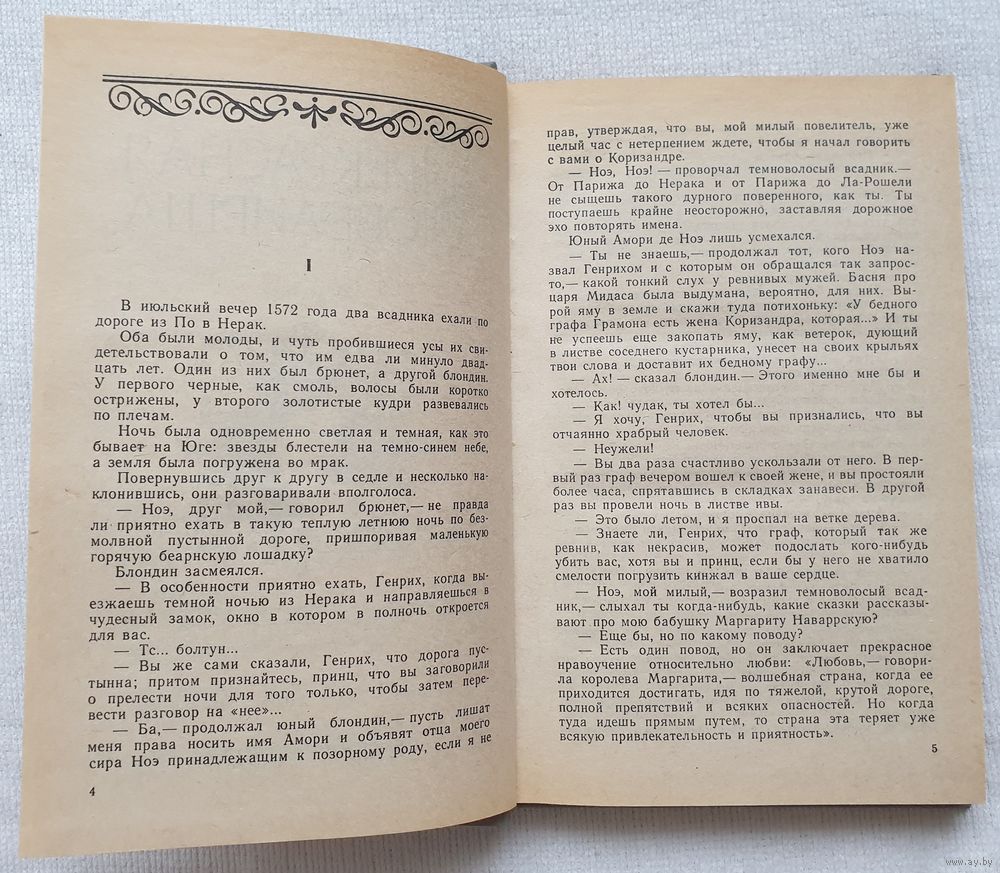 I
В июльский вечер 1572 года два всадника ехали по
дороге из По в Нерак.
Оба были молоды, и чуть пробившиеся усы их сви-
детельствовали о том, что им едва ли минуло двад-
цать лет. Один из них был брюнет, а другой блондин.
У первого черные, как смоль, волосы были коротко
острижены, у второго золотистые кудри развевались
по плечам.
Ночь была одновременно светлая и темная, как это
бывает на Юге: звезды блестели на темно-синем небе,
а земля была погружена во мрак.
Повернувшись друг к другу в седле и несколько на-
клонившись, они разговаривали вполголоса.
— Ноэ, друг мой,— говорил брюнет,— не правда
ли приятно ехать в такую теплую летнюю ночь по без-
молвной пустынной дороге, пришпоривая маленькую
горячую беарнскую лошадку?
Блондин засмеялся.
— В особенности приятно ехать, Генрих, когда вы-
езжаешь темной ночью из Нерака и направляешься в
чудесный замок, окно в котором в полночь откроется
для вас.
— Тс... болтун...
— Вы же сами сказали, Генрих, что дорога пус-
тынна; притом признайтесь, принц, что вы заговорили
о прелести ночи для того только, чтобы затем пере-
вести разговор на «нее»...
— Ба,— продолжал юный блондин,— пусть лишат
меня права носить имя Амори и объявят отца моего
сира Ноэ принадлежащим к позорному роду, если я не
4
прав, утверждая, что вы, мой милый повелитель, уже
целый час с нетерпением ждете, чтобы я начал говорить
с вами о Коризандре.
— Ноэ, Ноэ! — проворчал темноволосый всадник.—
От Парижа до Нерака и от Парижа до Ла-Рошели
не сыщешь такого дурного поверенного, как ты. Ты
поступаешь крайне неосторожно, заставляя дорожное
эхо повторять имена.
Юный Амори де Ноэ лишь усмехался.
— Ты не знаешь,— продолжал тот, кого Ноэ на-
звал Генрихом и с которым он обращался так запрос-
то,— какой тонкий слух у ревнивых мужей. Басня про
царя Мидаса была выдумана, вероятно, для них. Вы-
рой яму в земле и скажи туда потихоньку: «У бедного
графа Грамона есть жена Коризандра, которая...» И ты
не успеешь еще закопать яму, как ветерок, дующий
в листве соседнего кустарника, унесет на своих крыльях
твои слова и доставит их бедному графу...
— Ах! — сказал блондин.— Этого именно мне бы и
хотелось.
— Как! чудак, ты хотел бы...
— Я хочу, Генрих, чтобы вы признались, что вы
отчаянно храбрый человек.
— Неужели!
— Вы два раза счастливо ускользали от него. В пер-
вый раз граф вечером вошел к своей жене, и вы простояли
более часа, спрятавшись в складках занавеси. В другой
раз вы провели ночь в листве ивы.
— Это было летом, и я проспал на ветке дерева.
— Знаете ли, Генрих, что граф, который так же
ревнив, как некрасив, может подослать кого-нибудь
убить вас, хотя вы и принц, если бы у него не хватило
смелости погрузить кинжал в ваше сердце.
— Ноэ, мой милый,— возразил темноволосый всад-
ник,— слыхал ты когда-нибудь, какие сказки рассказы-
вают про мою бабушку Маргариту Наваррскую?
— Еще бы, но по какому поводу?
— Есть один повод, но он заключает прекрасное
нравоучение относительно любви: «Любовь,— говори-
ла королева Маргарита,— волшебная страна, когда ее
приходится достигать, идя по тяжелой, крутой дороге,
полной препятствий и всяких опасностей. Но когда
туда идешь прямым путем, то страна эта теряет уже
всякую привлекательность и приятность».
5
www.ay.by